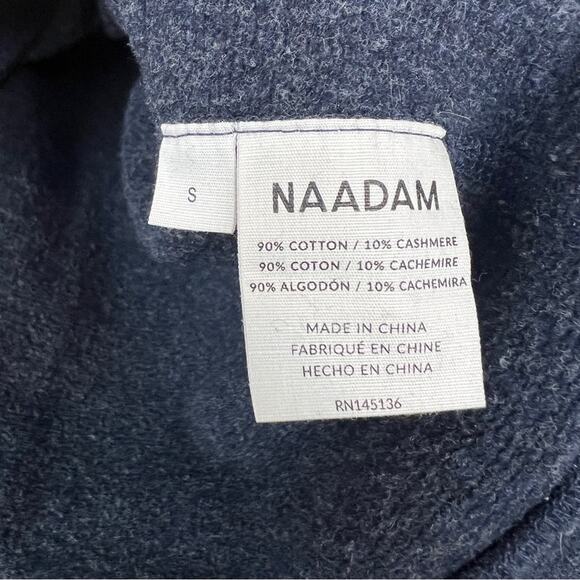 S
NAADAM
90% COTTON / 10% CASHMERE
90% COTON / 10% CACHEMIRE
90% ALGODÓN / 10% CACHEMIRA
MADE IN CHINA
FABRIQUÉ EN CHINE
HECHO EN CHINA
RN145136